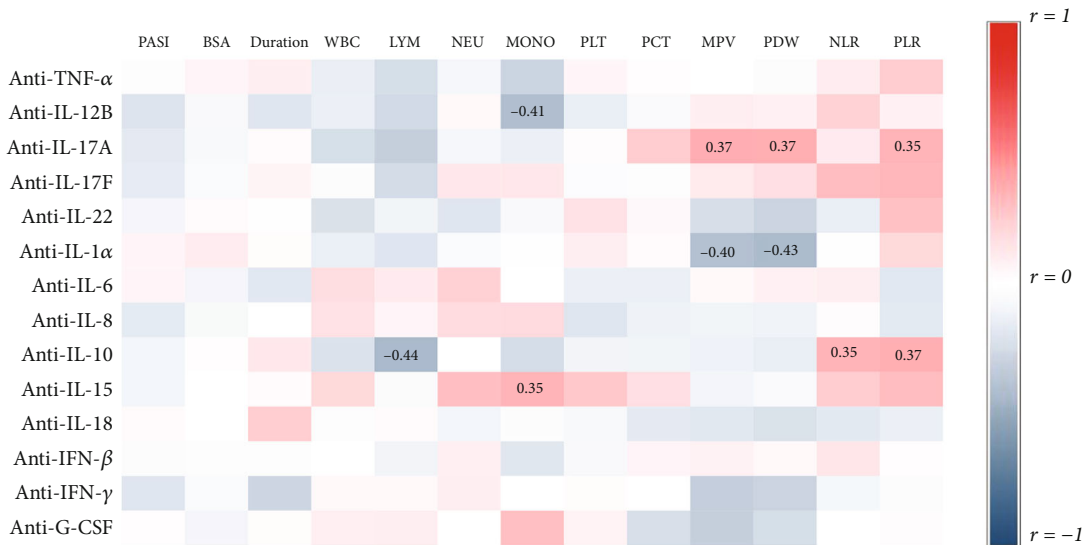 r = 1
PASI BSA Duration WBC LYM NEU MONO PLT PCT MPV PDW NLR PLR
Anti-TNF-α
Anti-IL-12B –0.41
Anti-IL-17A 0.37 0.37 0.35
Anti-IL-17F
Anti-IL-22
Anti-IL-1α –0.40 –0.43
r = 0
Anti-IL-6
Anti-IL-8
Anti-IL-10 –0.44 0.35 0.37
Anti-IL-15 0.35
Anti-IL-18
Anti-IFN-β
Anti-IFN-γ
Anti-G-CSF
r = –1